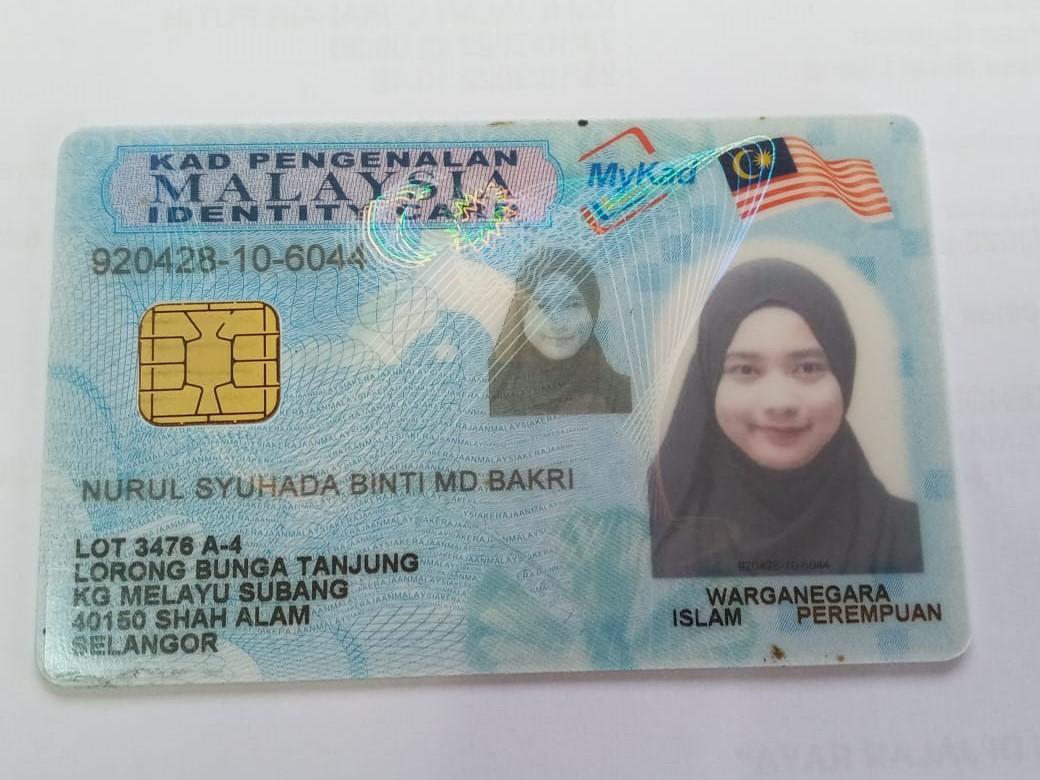 KAD PENGENALAN
MALAYSIA
IDENTITY CARD
MyKad
920428-10-6044
NURUL SYUHADA BINTI MD BAKRI
LOT 3476 A-4
LORONG BUNGA TANJUNG
KG MELAYU SUBANG
40150 SHAH ALAM
SELANGOR
920428-10-6044
WARGANEGARA
ISLAM PEREMPUAN